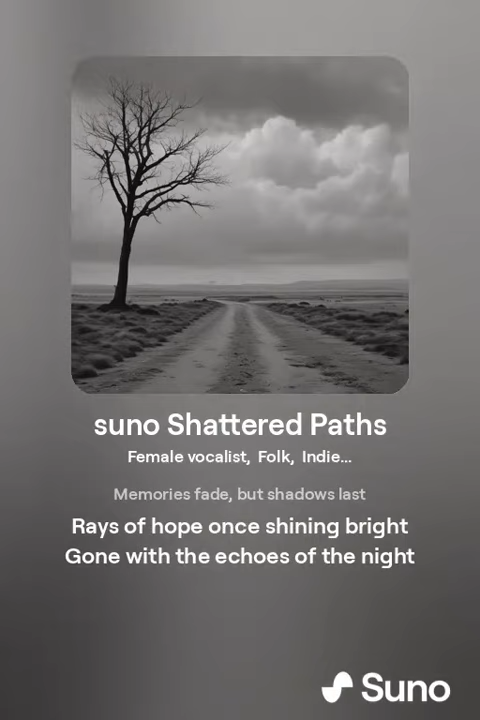 suno Shattered Paths
Female vocalist, Folk, Indie...
Memories fade, but shadows last
Rays of hope once shining bright
Gone with the echoes of the night
Suno